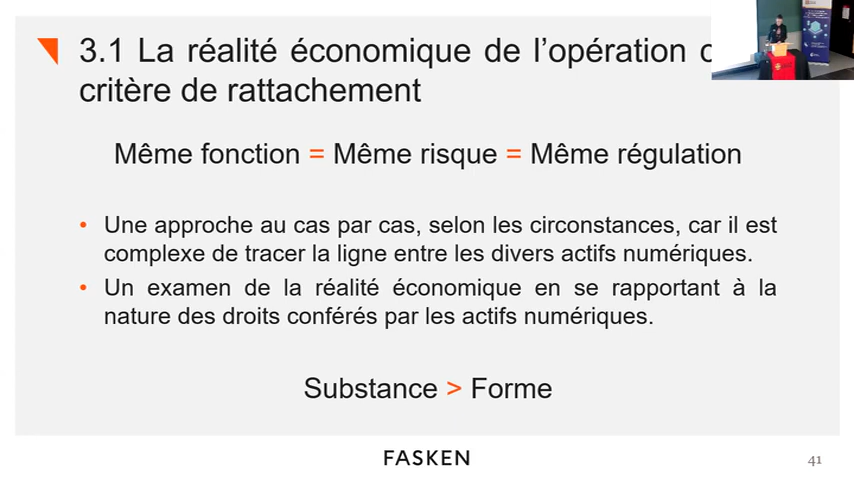 3.1 La réalité économique de l’opération
critère de rattachement
Même fonction = Même risque = Même régulation
• Une approche au cas par cas, selon les circonstances, car il est
complexe de tracer la ligne entre les divers actifs numériques.
• Un examen de la réalité économique en se rapportant à la
nature des droits conférés par les actifs numériques.
Substance > Forme
FASKEN
41